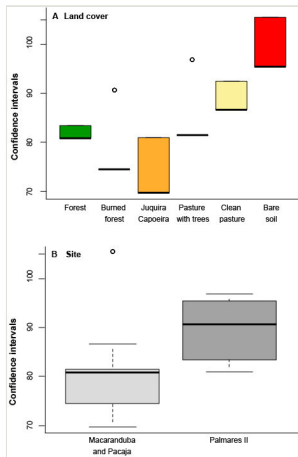 A Land cover
Confidence intervals
100
90
80
70
Forest
Burned
forest
Juquira
Capoeira
Pasture
with trees
Clean
pasture
Bare
soil
B Site
Confidence intervals
100
90
80
70
Macaranduba
and Pacaja
Palmares II